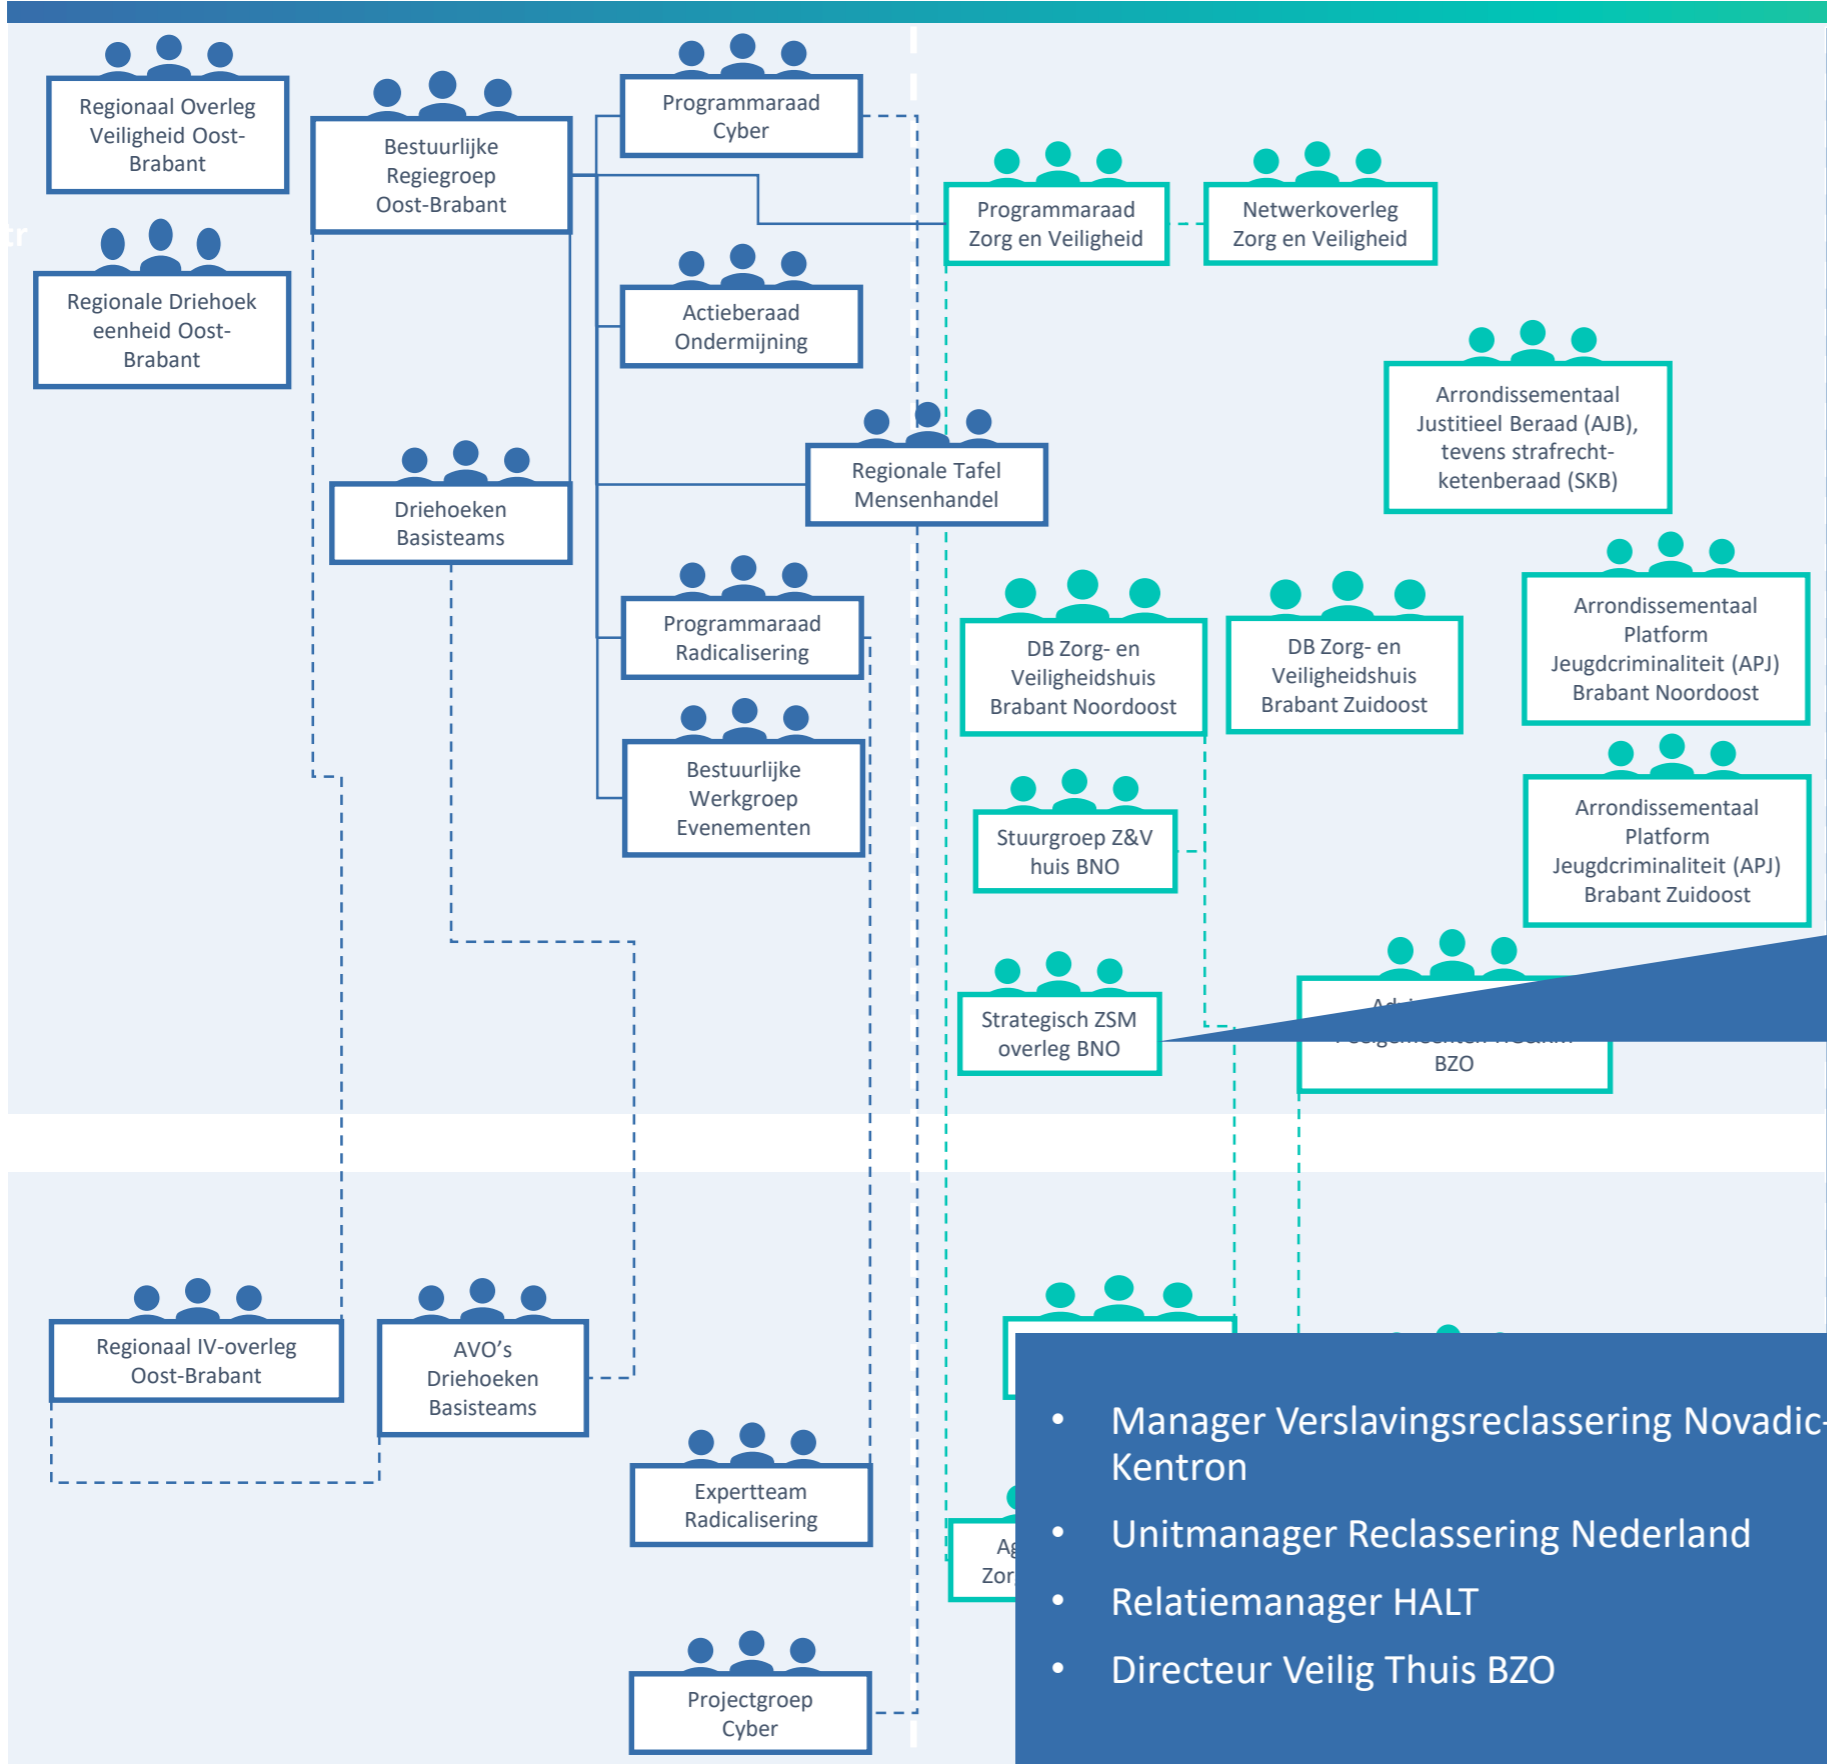 Regionaal Overleg
Veiligheid Oost-
Brabant
Bestuurlijke
Regiegroep
Oost-Brabant
Programmaraad
Cyber
Programmaraad
Zorg en Veiligheid
Netwerkoverleg
Zorg en Veiligheid
tr
Regionale Driehoek
eenheid Oost-
Brabant
Actieberaad
Ondermijning
Arrondissementaal
Justitieel Beraad (AJB),
tevens strafrecht-
ketenberaad (SKB)
Driehoeken
Basisteams
Regionale Tafel
Mensenhandel
Programmaraad
Radicalisering
DB Zorg- en
Veiligheidshuis
Brabant Noordoost
DB Zorg- en
Veiligheidshuis
Brabant Zuidoost
Arrondissementaal
Platform
Jeugdcriminaliteit (APJ)
Brabant Noordoost
Bestuurlijke
Werkgroep
Evenementen
Stuurgroep Z&V
huis BNO
Arrondissementaal
Platform
Jeugdcriminaliteit (APJ)
Brabant Zuidoost
Strategisch ZSM
overleg BNO
BZO
Regionaal IV-overleg
Oost-Brabant
AVO's
Driehoeken
Basisteams
Expertteam
Radicalisering
Ag
Zor
Projectgroep
Cyber
• Manager Verslavingsreclassering Novadic-
Kentron
• Unitmanager Reclassering Nederland
• Relatiemanager HALT
• Directeur Veilig Thuis BZO